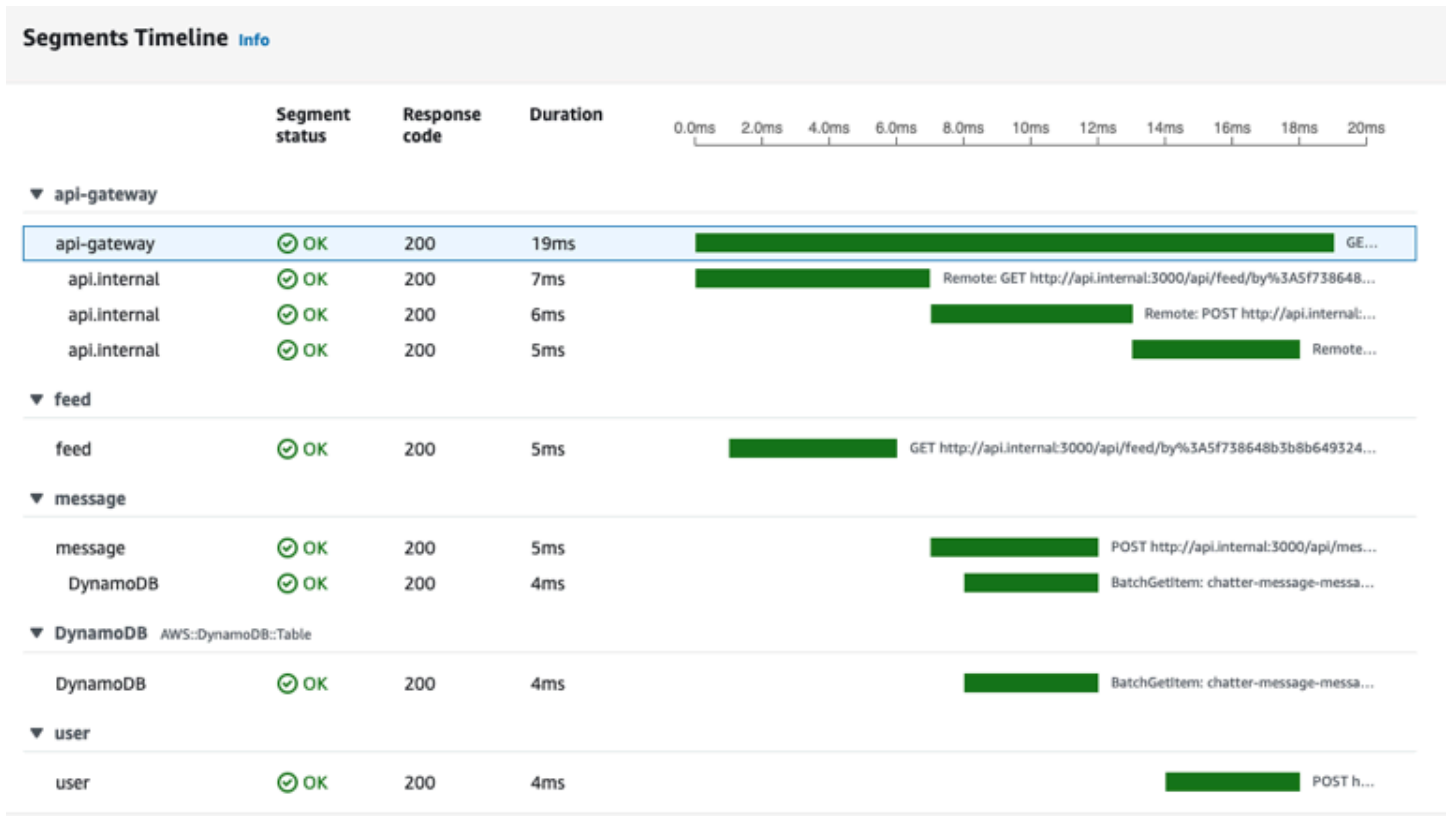 Segments Timeline Info
Segment status Response code Duration
0.0ms 2.0ms 4.0ms 6.0ms 8.0ms 10ms 12ms 14ms 16ms 18ms 20ms
api-gateway
api-gateway OK 200 19ms GE...
api.internal OK 200 7ms Remote: GET http://api.internal:3000/api/feed/by%3A5f738648...
api.internal OK 200 6ms Remote: POST http://api.internal:...
api.internal OK 200 5ms Remote...
feed
feed OK 200 5ms GET http://api.internal:3000/api/feed/by%3A5f738648b3b8b649324...
message
message OK 200 5ms POST http://api.internal:3000/api/mes...
DynamoDB OK 200 4ms BatchGetItem: chatter-message-messa...
DynamoDB AWS::DynamoDB::Table
DynamoDB OK 200 4ms BatchGetItem: chatter-message-messa...
user
user OK 200 4ms POST h...